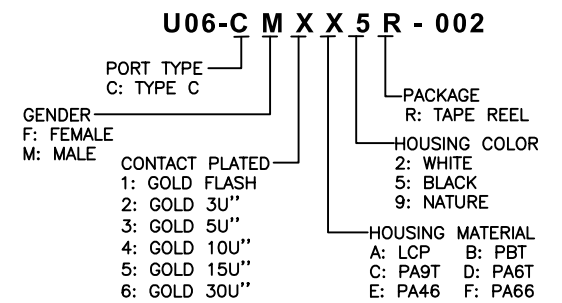 U06-CMXX5R-002
PORT TYPE
C: TYPE C
GENDER
F: FEMALE
M: MALE
CONTACT PLATED
1: GOLD FLASH
2: GOLD 3U''
3: GOLD 5U''
4: GOLD 10U''
5: GOLD 15U''
6: GOLD 30U''
PACKAGE
R: TAPE REEL
HOUSING COLOR
2: WHITE
5: BLACK
9: NATURE
HOUSING MATERIAL
A: LCP B: PBT
C: PA9T D: PA6T
E: PA46 F: PA66